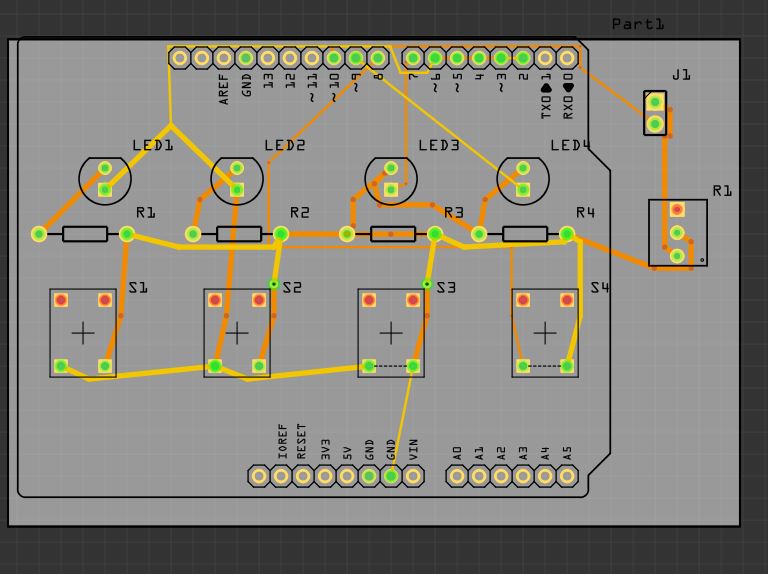 Part1
J1
AREF
GND
13
12
~11
~10
~9
8
7
~6
~5
4
~3
2
TX0▶1
RX0◀0
LED1
LED2
LED3
LED4
R1
R1
R2
R3
R4
S1
S2
S3
S4
IOREF
RESET
3V3
5V
GND
GND
VIN
A0
A1
A2
A3
A4
A5